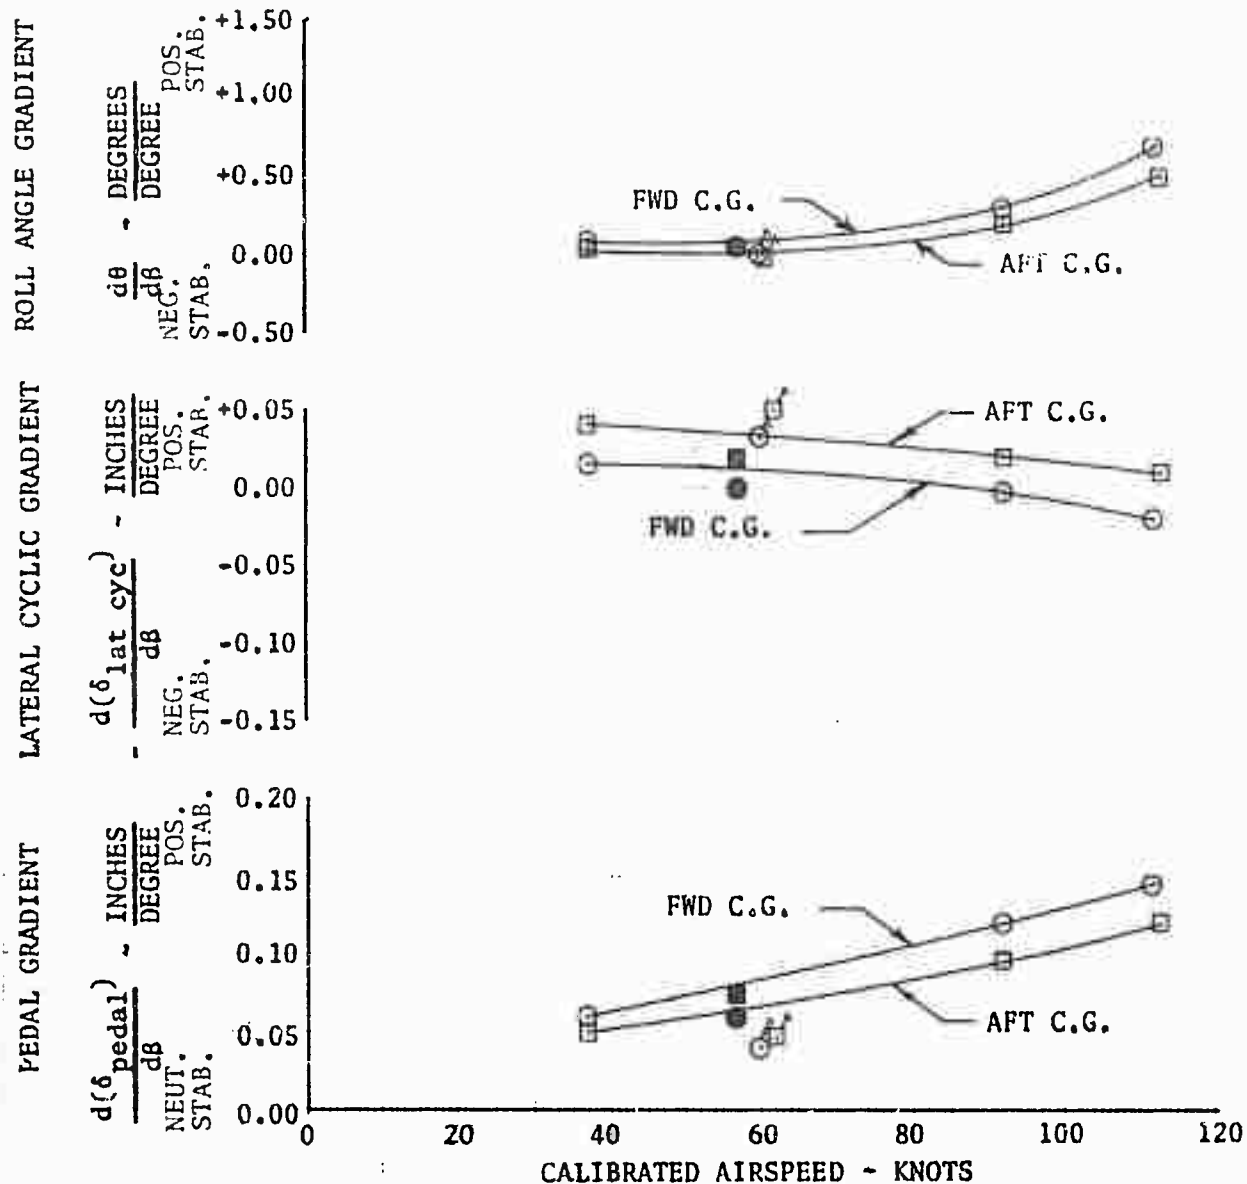 ROLL ANGLE GRADIENT
dθ/dβ ~ DEGREES/DEGREE
POS. STAB.
NEG. STAB.
+1.50
+1.00
+0.50
0.00
-0.50
FWD C.G.
AFT C.G.
LATERAL CYCLIC GRADIENT
- d(δlat cyc)/dβ ~ INCHES/DEGREE
POS. STAB.
NEG. STAB.
+0.05
0.00
-0.05
-0.10
-0.15
AFT C.G.
FWD C.G.
PEDAL GRADIENT
d(δpedal)/dβ ~ INCHES/DEGREE
POS. STAB.
NEUT. STAB.
0.20
0.15
0.10
0.05
0.00
FWD C.G.
AFT C.G.
0 20 40 60 80 100 120
CALIBRATED AIRSPEED ~ KNOTS